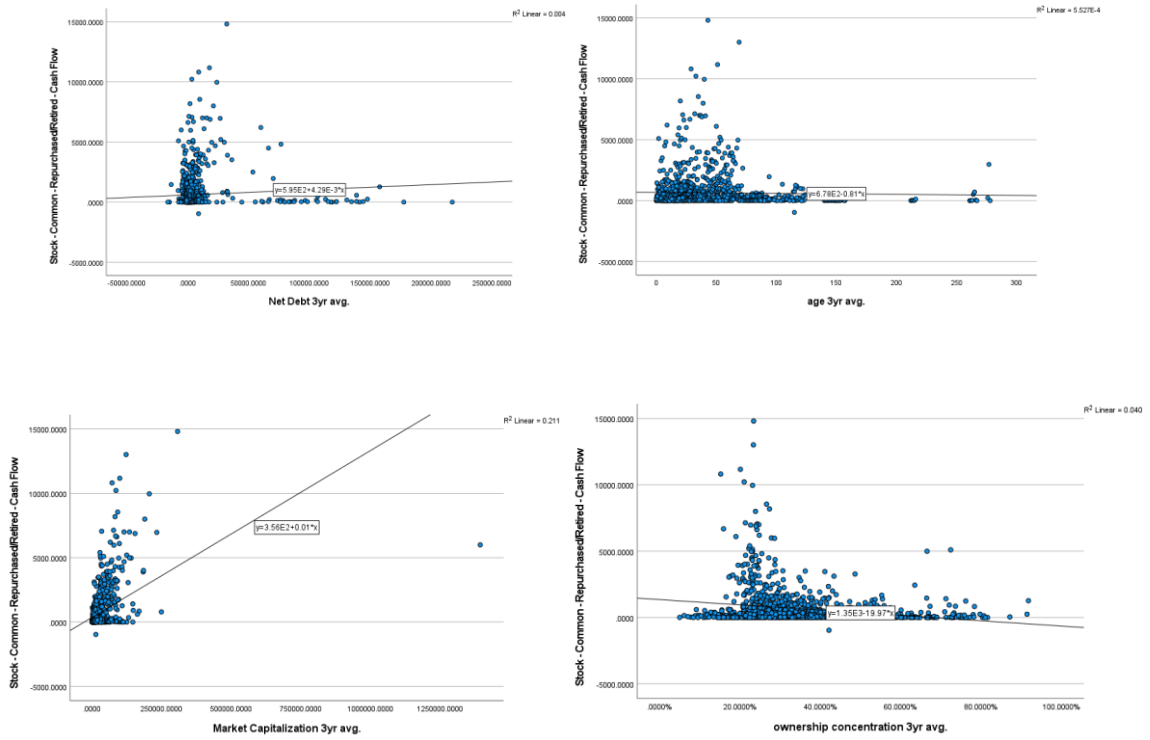 R² Linear = 0.004
15000.0000
10000.0000
5000.0000
.0000
-5000.0000
Stock - Common - Repurchased/Retired - Cash Flow
y=5.95E2+4.29E-3*x
-50000.0000 .0000 50000.0000 100000.0000 150000.0000 200000.0000 250000.0000
Net Debt 3yr avg.
R² Linear = 5.527E-4
15000.0000
10000.0000
5000.0000
.0000
-5000.0000
Stock - Common - Repurchased/Retired - Cash Flow
y=6.78E2-0.81*x
0 50 100 150 200 250 300
age 3yr avg.
R² Linear = 0.211
15000.0000
10000.0000
5000.0000
.0000
-5000.0000
Stock - Common - Repurchased/Retired - Cash Flow
y=3.56E2+0.01*x
.0000 250000.0000 500000.0000 750000.0000 1000000.0000 1250000.0000
Market Capitalization 3yr avg.
R² Linear = 0.040
15000.0000
10000.0000
5000.0000
.0000
-5000.0000
Stock - Common - Repurchased/Retired - Cash Flow
y=1.35E3-19.97*x
.0000% 20.0000% 40.0000% 60.0000% 80.0000% 100.0000%
ownership concentration 3yr avg.